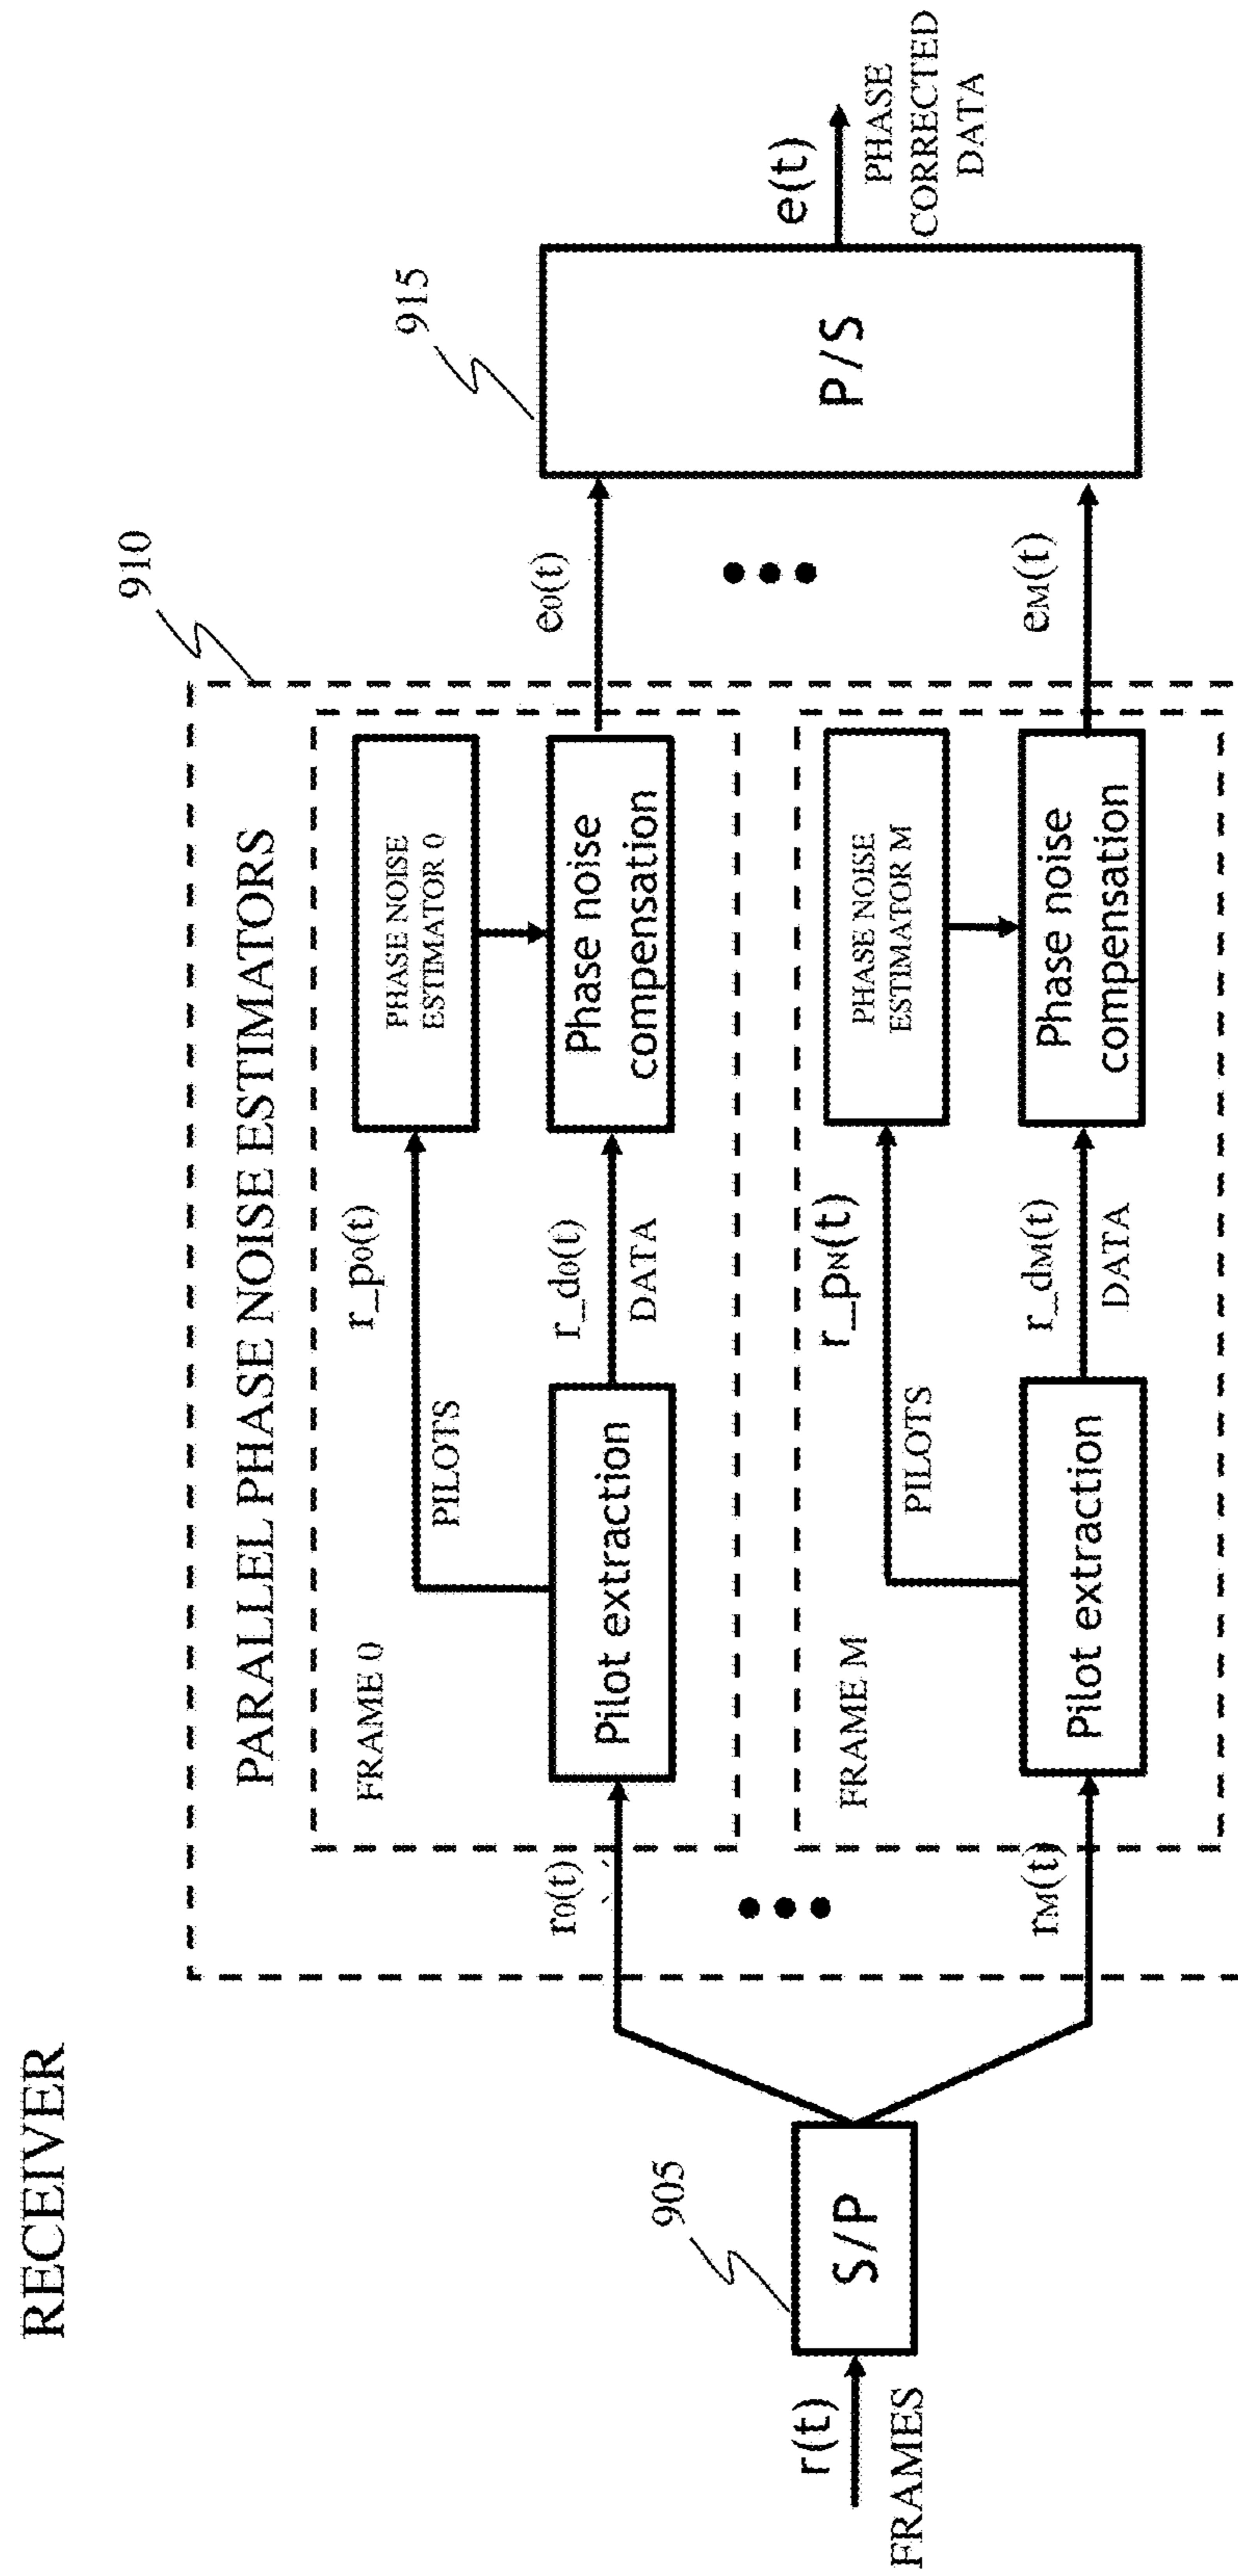 RECEIVER
r(t)
FRAMES
905
S/P
910
PARALLEL PHASE NOISE ESTIMATORS
r0(t)
FRAME 0
Pilot extraction
PILOTS
r_p0(t)
r_d0(t)
DATA
PHASE NOISE
ESTIMATOR 0
Phase noise
compensation
e0(t)
rM(t)
FRAME M
Pilot extraction
PILOTS
r_pN(t)
r_dM(t)
DATA
PHASE NOISE
ESTIMATOR M
Phase noise
compensation
eM(t)
915
P/S
e(t)
PHASE
CORRECTED
DATA